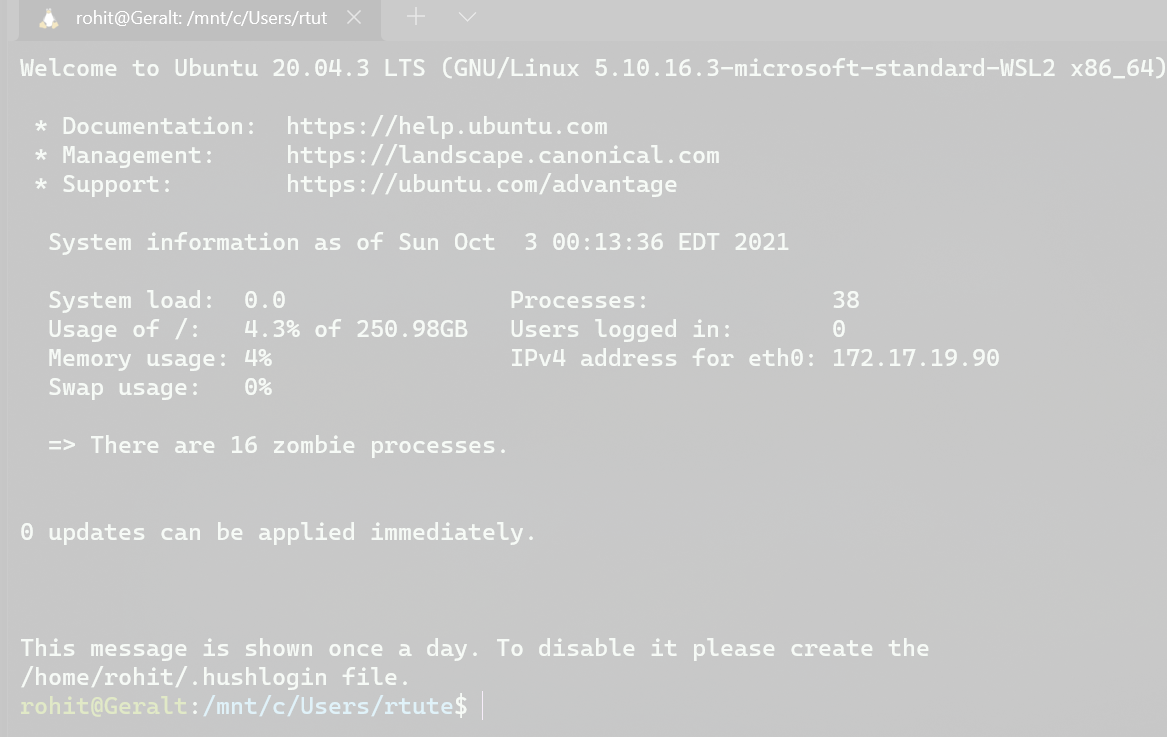 rohit@Geralt: /mnt/c/Users/rtut
Welcome to Ubuntu 20.04.3 LTS (GNU/Linux 5.10.16.3-microsoft-standard-WSL2 x86_64)
* Documentation:  https://help.ubuntu.com
* Management:     https://landscape.canonical.com
* Support:        https://ubuntu.com/advantage
System information as of Sun Oct  3 00:13:36 EDT 2021
System load:  0.0                Processes:             38
Usage of /:   4.3% of 250.98GB   Users logged in:       0
Memory usage: 4%                 IPv4 address for eth0: 172.17.19.90
Swap usage:   0%
=> There are 16 zombie processes.
0 updates can be applied immediately.
This message is shown once a day. To disable it please create the
/home/rohit/.hushlogin file.
rohit@Geralt:/mnt/c/Users/rtute$